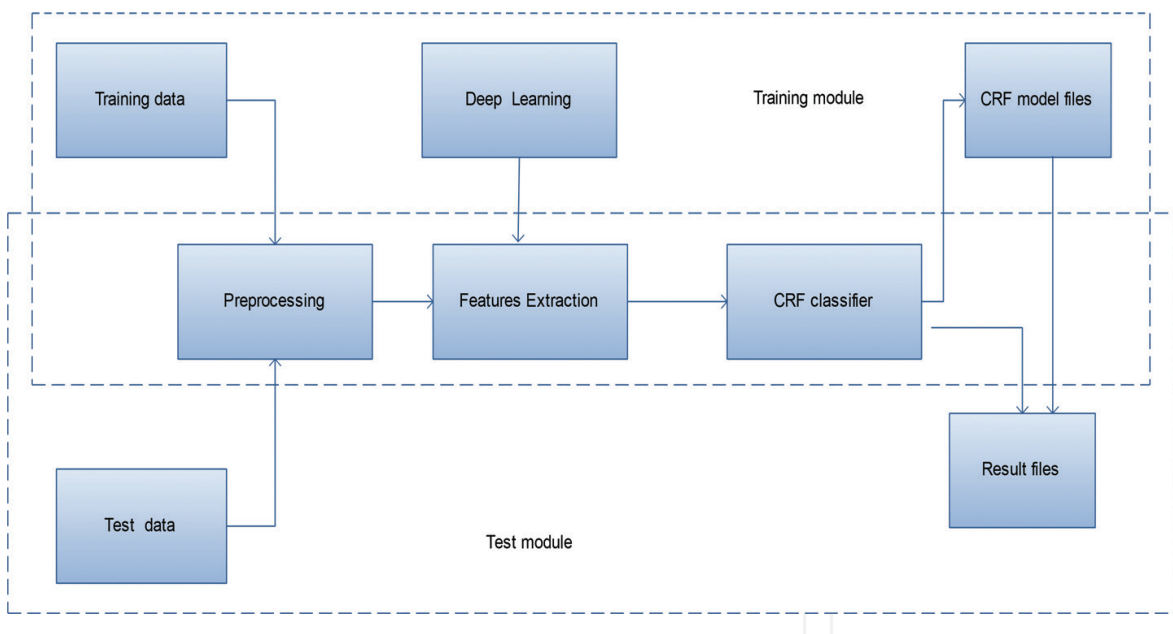 Training data
Deep Learning
Training module
CRF model files
Preprocessing
Features Extraction
CRF classifier
Result files
Test data
Test module